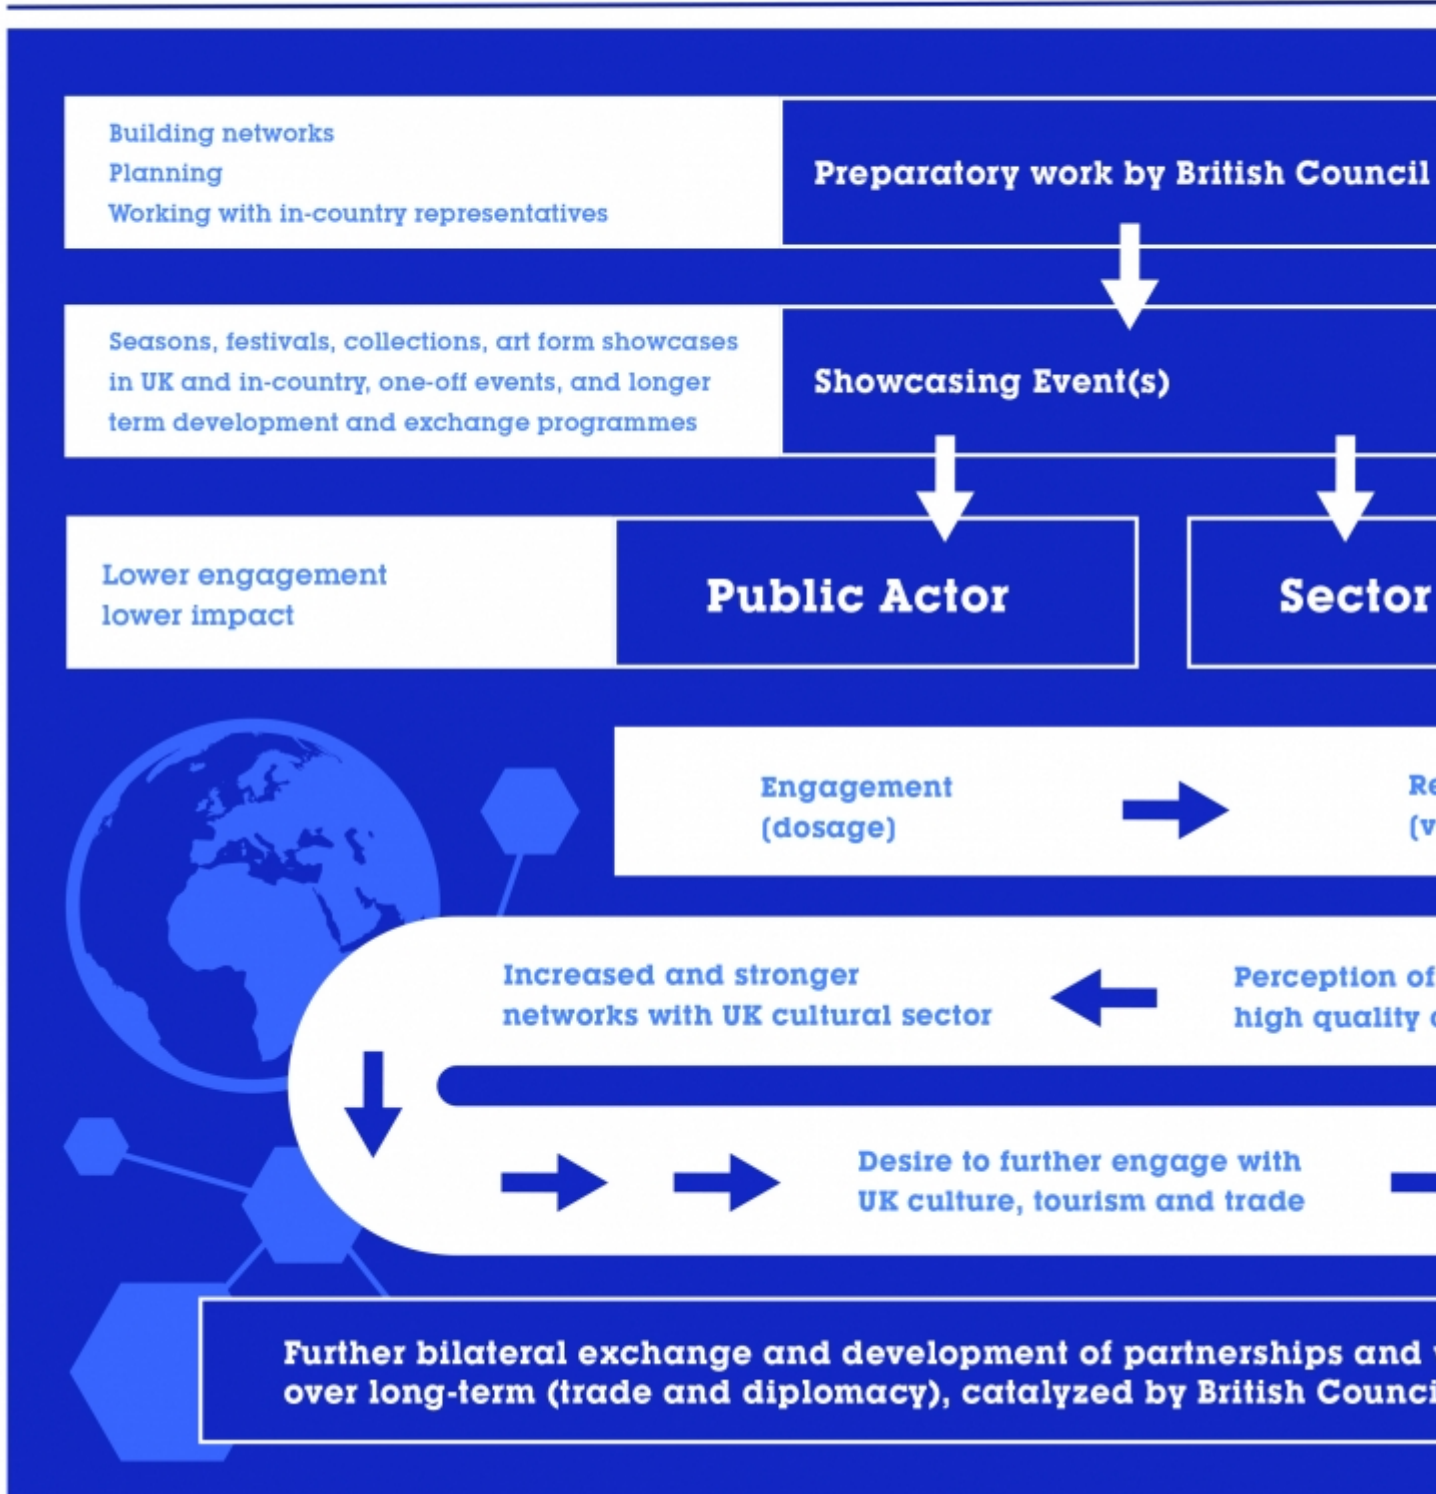 Building networks
Planning
Working with in-country representatives
Preparatory work by British Council
Seasons, festivals, collections, art form showcases
in UK and in-country, one-off events, and longer
term development and exchange programmes
Showcasing Event(s)
Lower engagement
lower impact
Public Actor
Sector
Engagement
(dosage)
Increased and stronger
networks with UK cultural sector
Perception of
high quality
Desire to further engage with
UK culture, tourism and trade
Further bilateral exchange and development of partnerships and
over long-term (trade and diplomacy), catalyzed by British